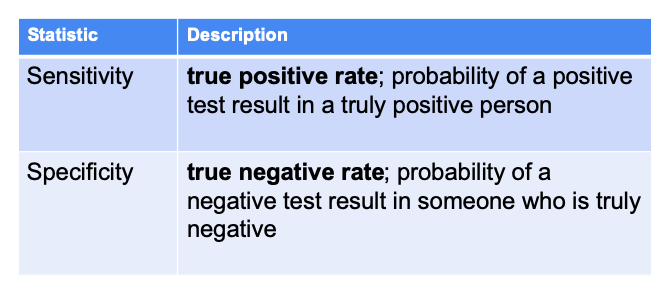 Statistic Description
Sensitivity true positive rate; probability of a positive
test result in a truly positive person
Specificity true negative rate; probability of a
negative test result in someone who is truly
negative